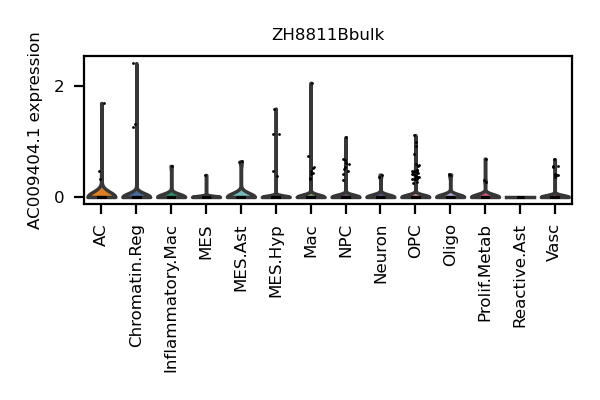 ZH8811Bbulk
AC009404.1 expression
2
0
AC
Chromatin.Reg
Inflammatory.Mac
MES
MES.Ast
MES.Hyp
Mac
NPC
Neuron
OPC
Oligo
Prolif.Metab
Reactive.Ast
Vasc